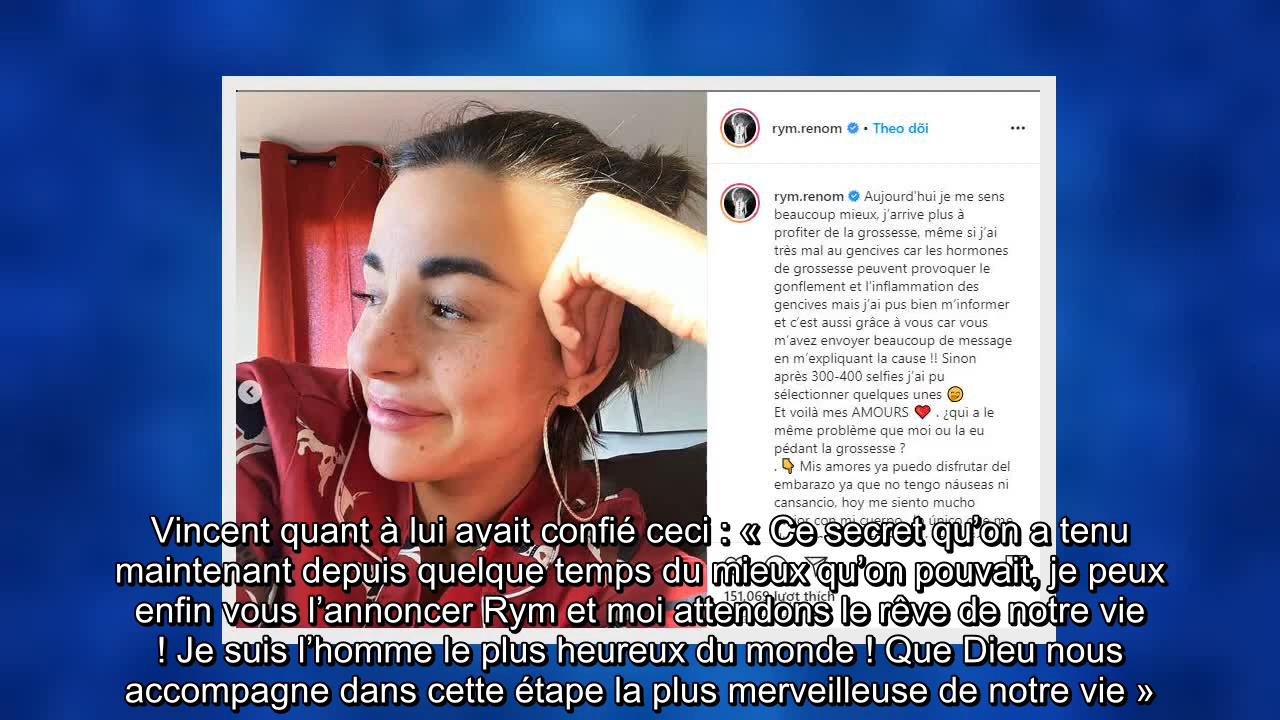 rym.renom • Theo dõi
rym.renom Aujourd'hui je me sens
beaucoup mieux, j'arrive plus à
profiter de la grossesse, même si j'ai
très mal au gencives car les hormones
de grossesse peuvent provoquer le
gonflement et l'inflammation des
gencives mais j'ai pus bien m'informer
et c'est aussi grâce à vous car vous
m'avez envoyer beaucoup de message
en m'expliquant la cause !! Sinon
après 300-400 selfies j'ai pu
sélectionner quelques unes 🤭
Et voilà mes AMOURS ❤️ . ¿qui a le
même problème que moi ou la eu
pédant la grossesse ?
. 👇 Mis amores ya puedo disfrutar del
embarazo ya que no tengo náuseas ni
cansancio, hoy me siento mucho
con mi cuerpo
151,069 lượt thích
Vincent quant à lui avait confié ceci : « Ce secret qu’on a tenu
maintenant depuis quelque temps du mieux qu’on pouvait, je peux
enfin vous l’annoncer Rym et moi attendons le rêve de notre vie
! Je suis l’homme le plus heureux du monde ! Que Dieu nous
accompagne dans cette étape la plus merveilleuse de notre vie »